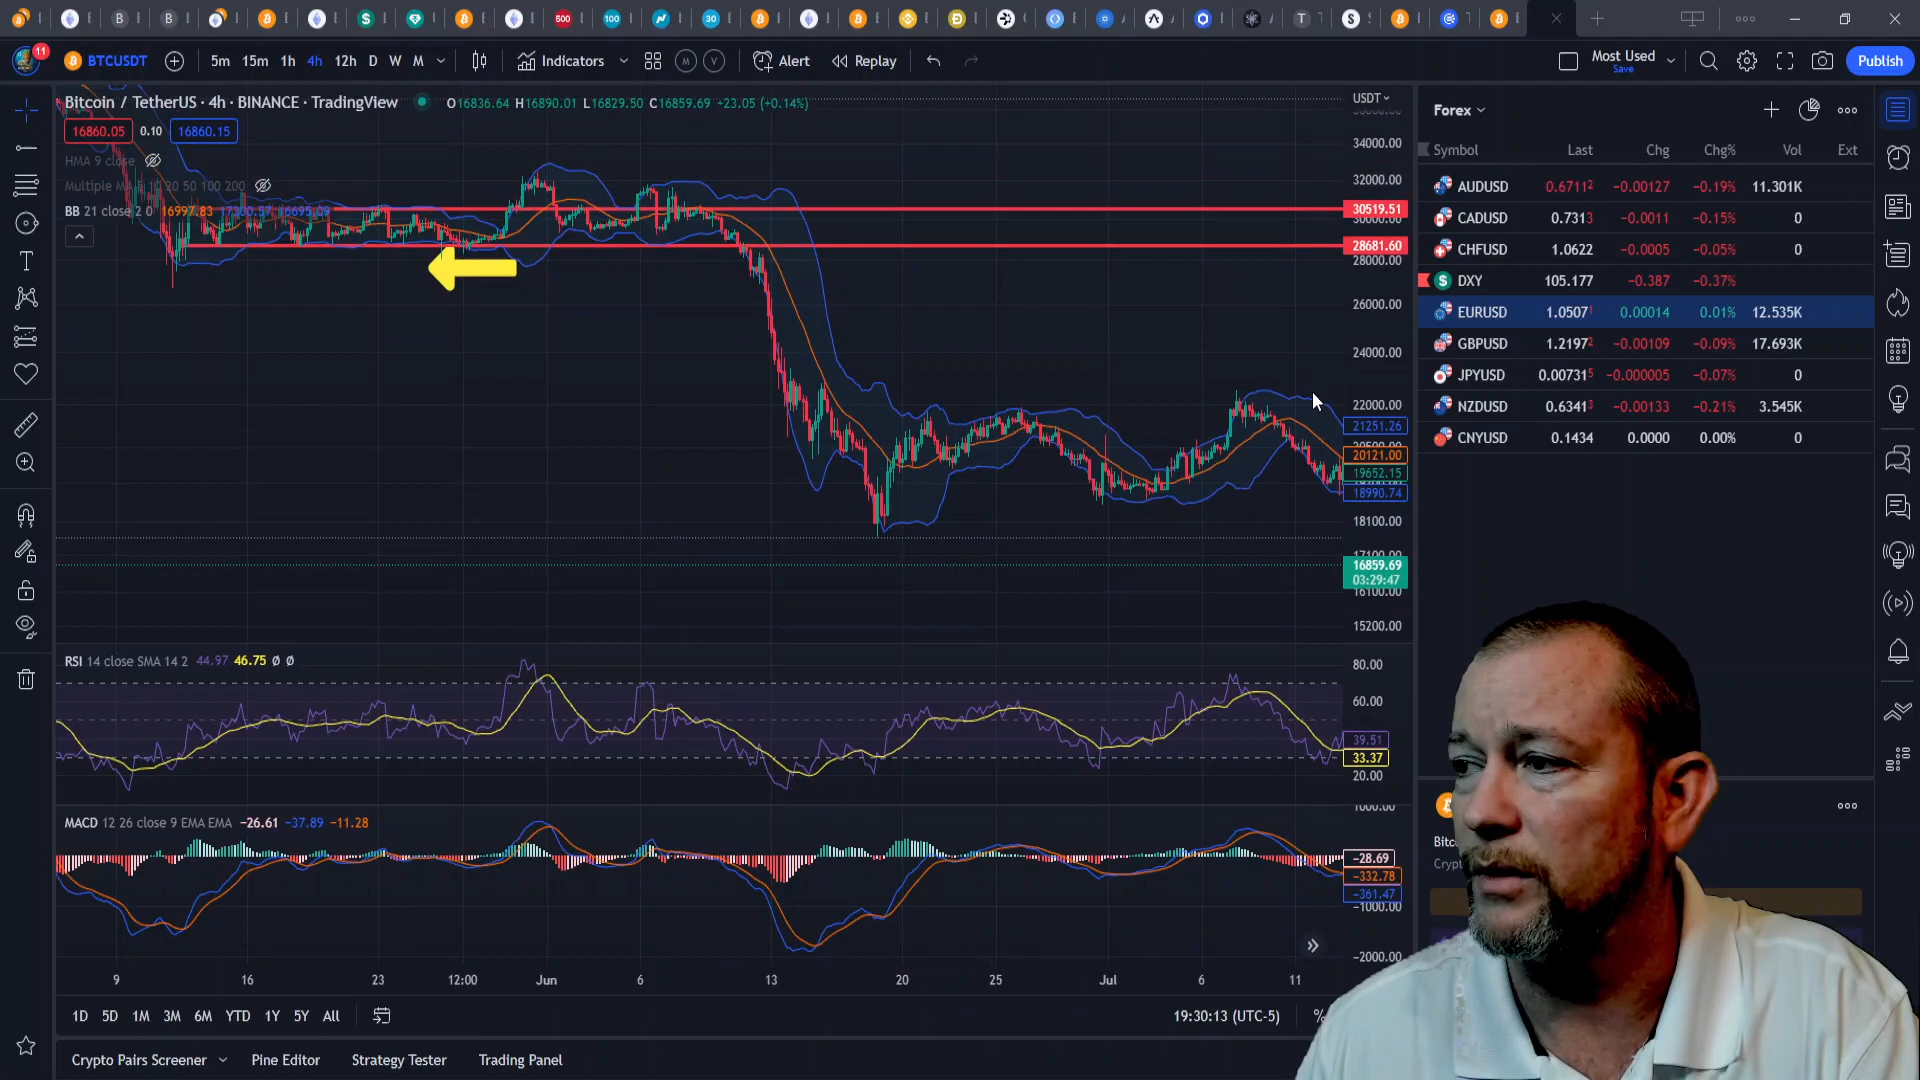 11
BTCUSDT
5m 15m 1h 4h 12h D W M
Indicators
M V
Alert
Replay
Most Used
Save
Publish
Bitcoin / TetherUS · 4h · BINANCE · TradingView
O16836.64 H16890.01 L16829.50 C16859.69 +23.05 (+0.14%)
USDT
16860.05 0.10 16860.15
HMA 9 close
BB 21 close 2 0 16997.83
34000.00
32000.00
30519.51
28681.60
28000.00
26000.00
24000.00
22000.00
21251.26
20121.00
19652.15
18990.74
18100.00
16859.69
03:29:47
15200.00
RSI 14 close SMA 14 2 44.97 46.75 Ø Ø
80.00
60.00
39.51
33.37
20.00
MACD 12 26 close 9 EMA EMA −26.61 −37.89 −11.28
−28.69
−332.78
−361.47
−1000.00
−2000.00
9 16 23 12:00 Jun 6 13 20 25 Jul 6 11
1D 5D 1M 3M 6M YTD 1Y 5Y All
19:30:13 (UTC-5)
%
Crypto Pairs Screener Pine Editor Strategy Tester Trading Panel
Forex
Symbol Last Chg Chg% Vol Ext
AUDUSD 0.67112 −0.00127 −0.19% 11.301K
CADUSD 0.7313 −0.0011 −0.15% 0
CHFUSD 1.0622 −0.0005 −0.05% 0
DXY 105.177 −0.387 −0.37%
EURUSD 1.05071 0.00014 0.01% 12.535K
GBPUSD 1.21972 −0.00109 −0.09% 17.693K
JPYUSD 0.007315 −0.000005 −0.07% 0
NZDUSD 0.63413 −0.00133 −0.21% 3.545K
CNYUSD 0.1434 0.0000 0.00% 0